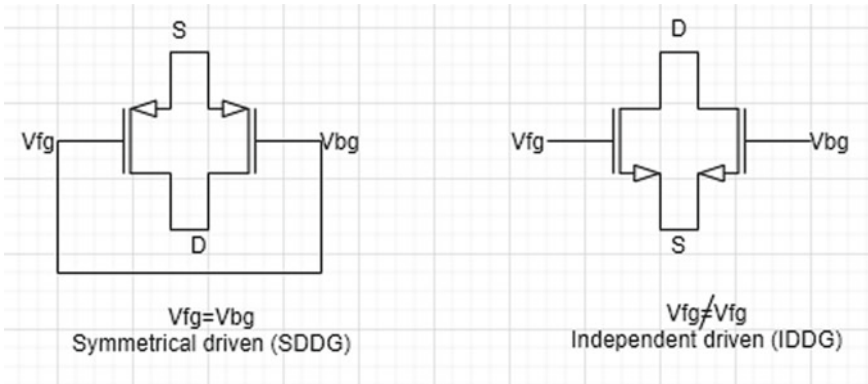 S
D
Vfg
Vbg
Vfg
Vbg
D
S
Vfg=Vbg
Symmetrical driven (SDDG)
Vfg≠Vfg
Independent driven (IDDG)